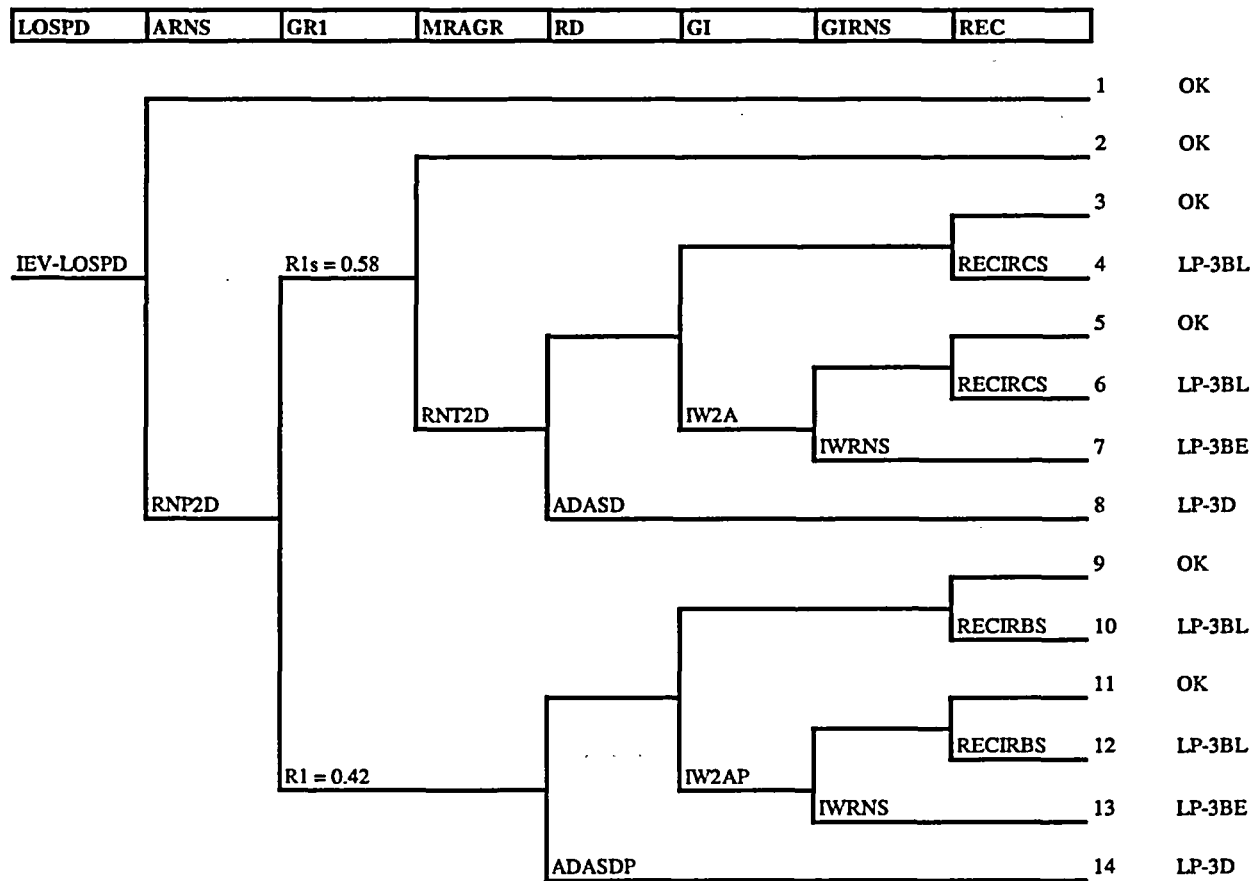 LOSPD ARNS GR1 MRAGR RD GI GIRNS REC
1 OK
2 OK
3 OK
IEV-LOSPD R1s = 0.58 RECIRCS 4 LP-3BL
5 OK
RECIRCS 6 LP-3BL
RNT2D IW2A IWRNS 7 LP-3BE
RNP2D ADASD 8 LP-3D
9 OK
RECIRBS 10 LP-3BL
11 OK
RECIRBS 12 LP-3BL
R1 = 0.42 IW2AP IWRNS 13 LP-3BE
ADASDP 14 LP-3D